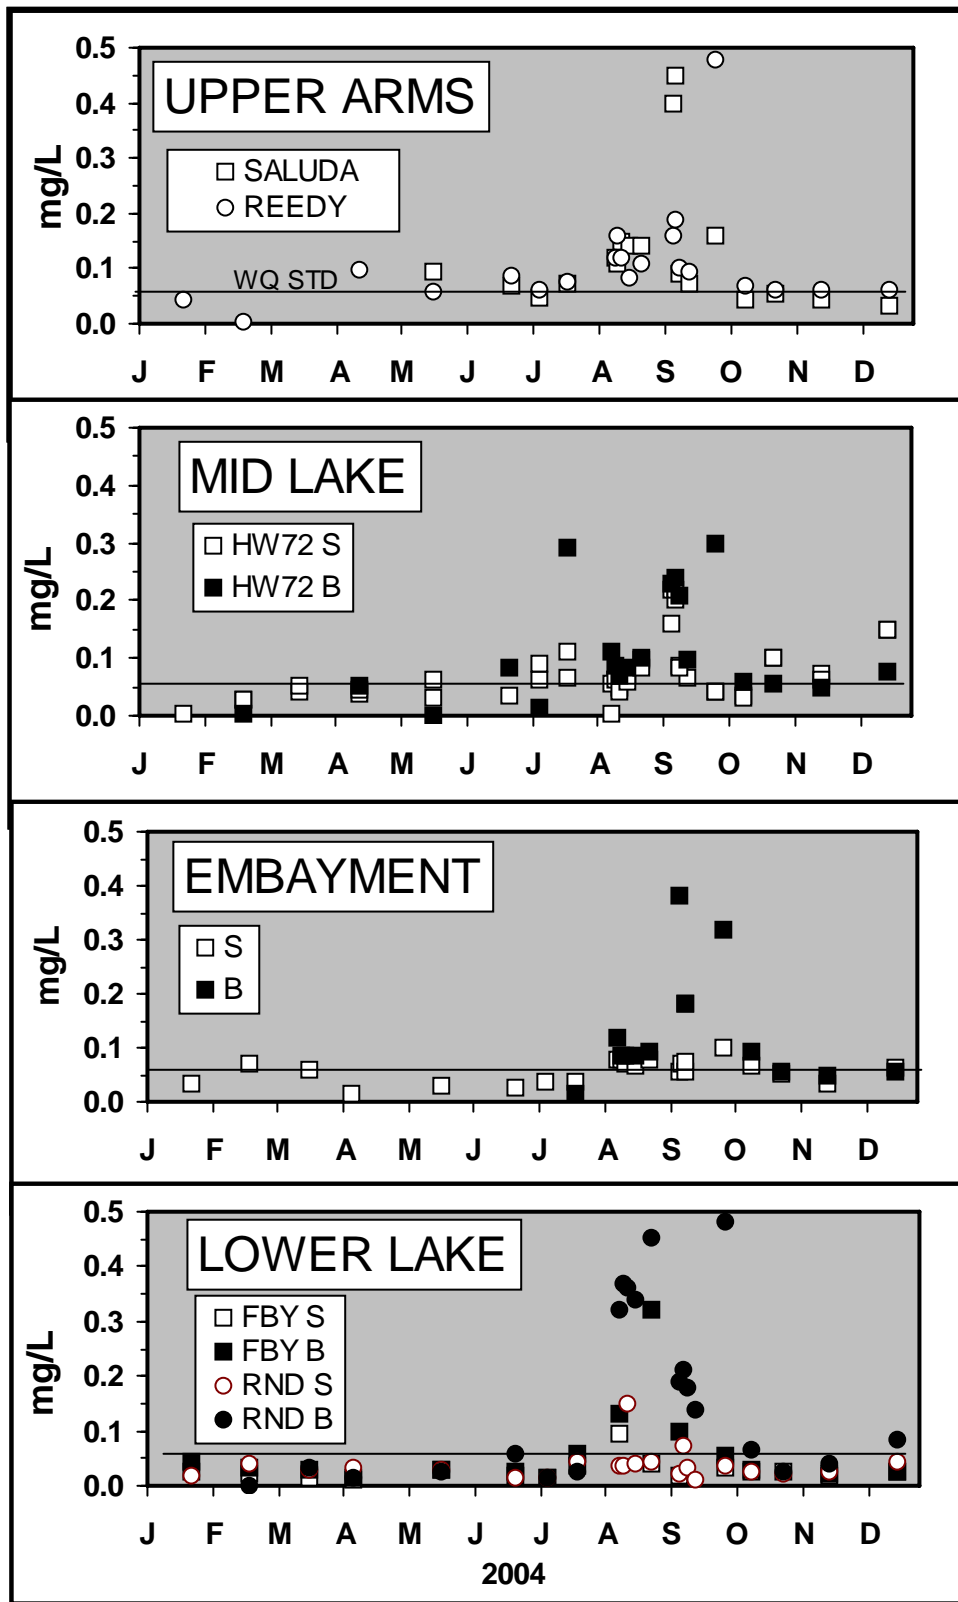 UPPER ARMS
SALUDA
REEDY
WQ STD
mg/L
0.5
0.4
0.3
0.2
0.1
0.0
J F M A M J J A S O N D
MID LAKE
HW72 S
HW72 B
mg/L
0.5
0.4
0.3
0.2
0.1
0.0
J F M A M J J A S O N D
EMBAYMENT
S
B
mg/L
0.5
0.4
0.3
0.2
0.1
0.0
J F M A M J J A S O N D
LOWER LAKE
FBY S
FBY B
RND S
RND B
mg/L
0.5
0.4
0.3
0.2
0.1
0.0
J F M A M J J A S O N D
2004